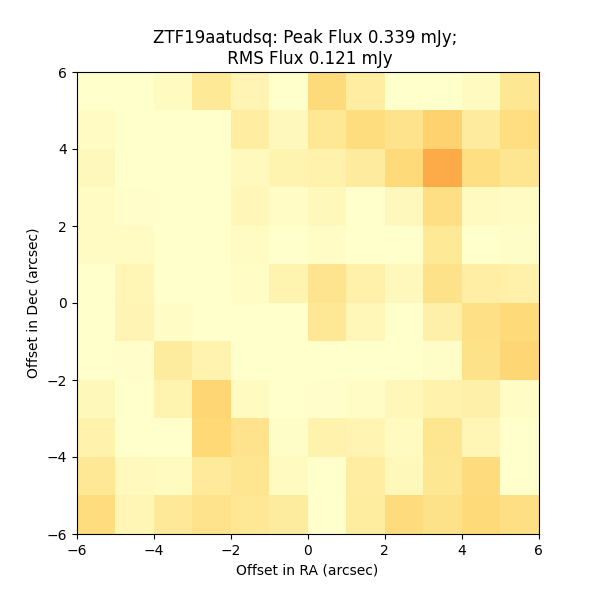 ZTF19aatudsq: Peak Flux 0.339 mJy;
RMS Flux 0.121 mJy
6
4
2
0
−2
−4
−6
Offset in Dec (arcsec)
−6 −4 −2 0 2 4 6
Offset in RA (arcsec)